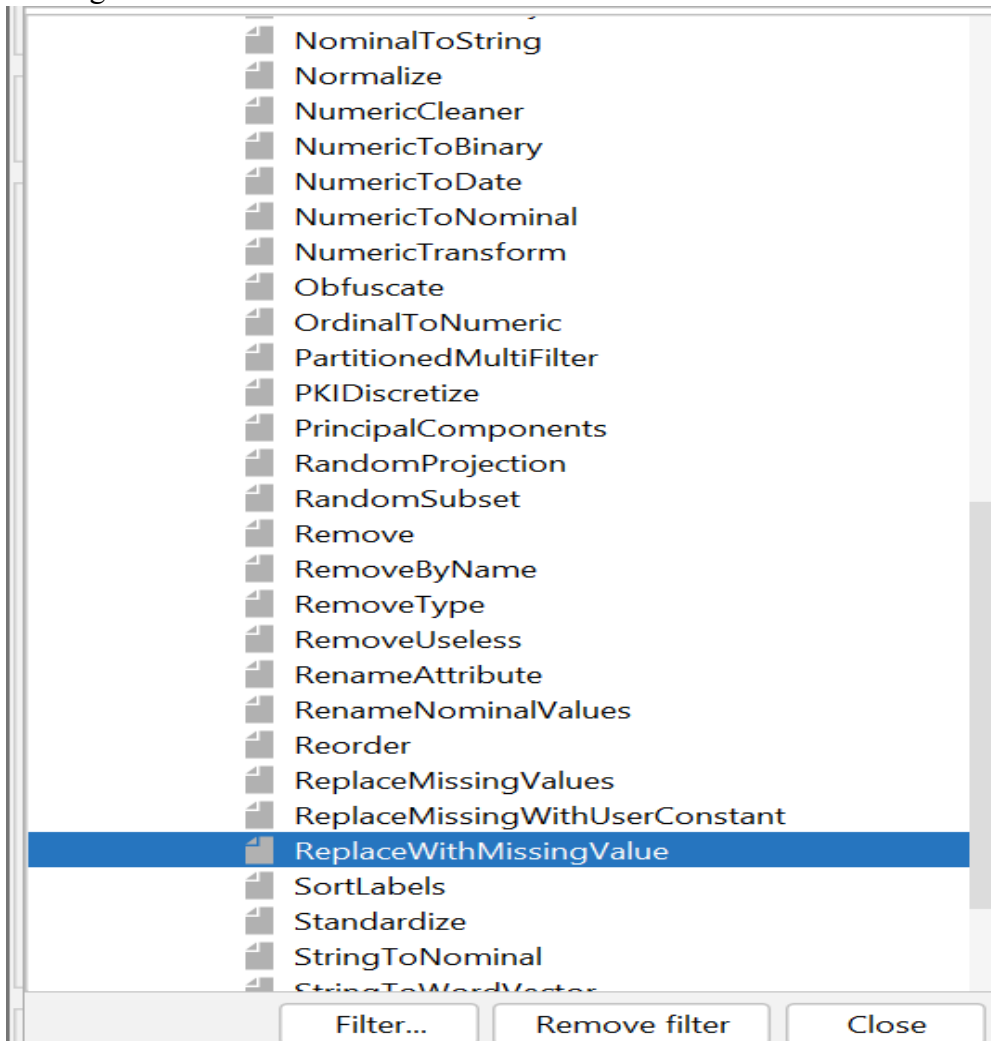 NominalToString
Normalize
NumericCleaner
NumericToBinary
NumericToDate
NumericToNominal
NumericTransform
Obfuscate
OrdinalToNumeric
PartitionedMultiFilter
PKIDiscretize
PrincipalComponents
RandomProjection
RandomSubset
Remove
RemoveByName
RemoveType
RemoveUseless
RenameAttribute
RenameNominalValues
Reorder
ReplaceMissingValues
ReplaceMissingWithUserConstant
ReplaceWithMissingValue
SortLabels
Standardize
StringToNominal
StringToWordVector
Filter... Remove filter Close